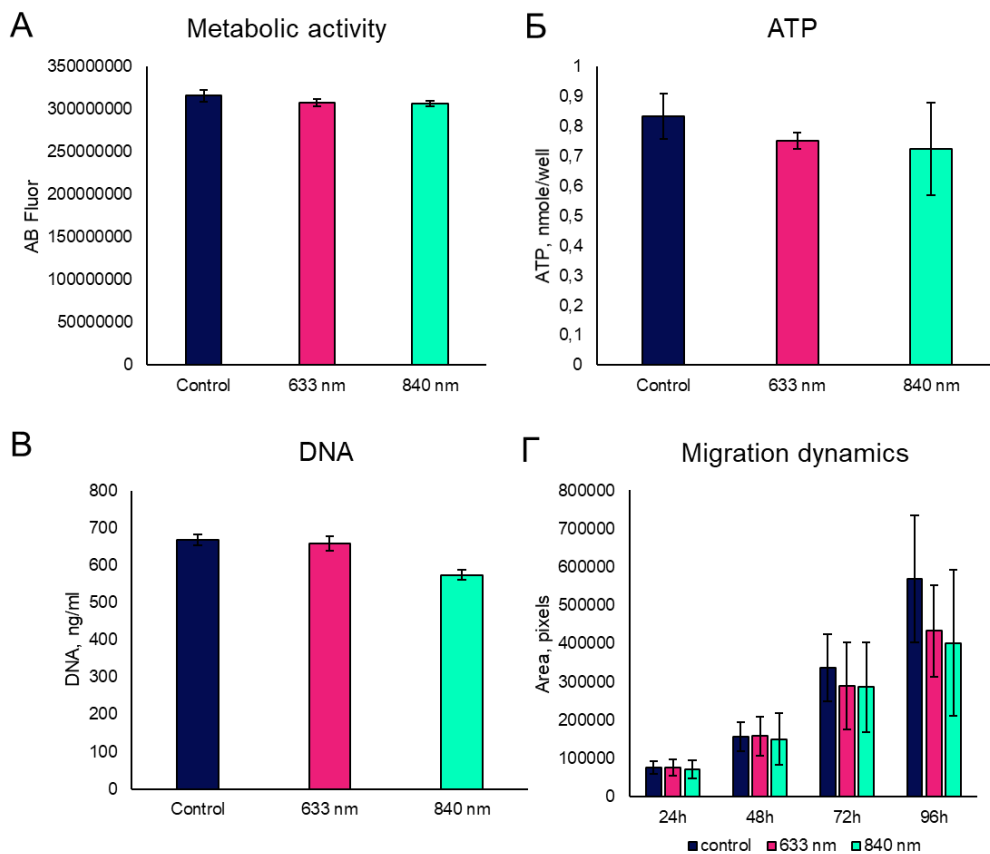 А
Metabolic activity
AB Fluor
350000000
300000000
250000000
200000000
150000000
100000000
50000000
0
Control
633 nm
840 nm
Б
ATP
ATP, nmole/well
1
0,9
0,8
0,7
0,6
0,5
0,4
0,3
0,2
0,1
0
Control
633 nm
840 nm
В
DNA
DNA, ng/ml
800
700
600
500
400
300
200
100
0
Control
633 nm
840 nm
Г
Migration dynamics
Area, pixels
800000
700000
600000
500000
400000
300000
200000
100000
0
24h
48h
72h
96h
control
633 nm
840 nm